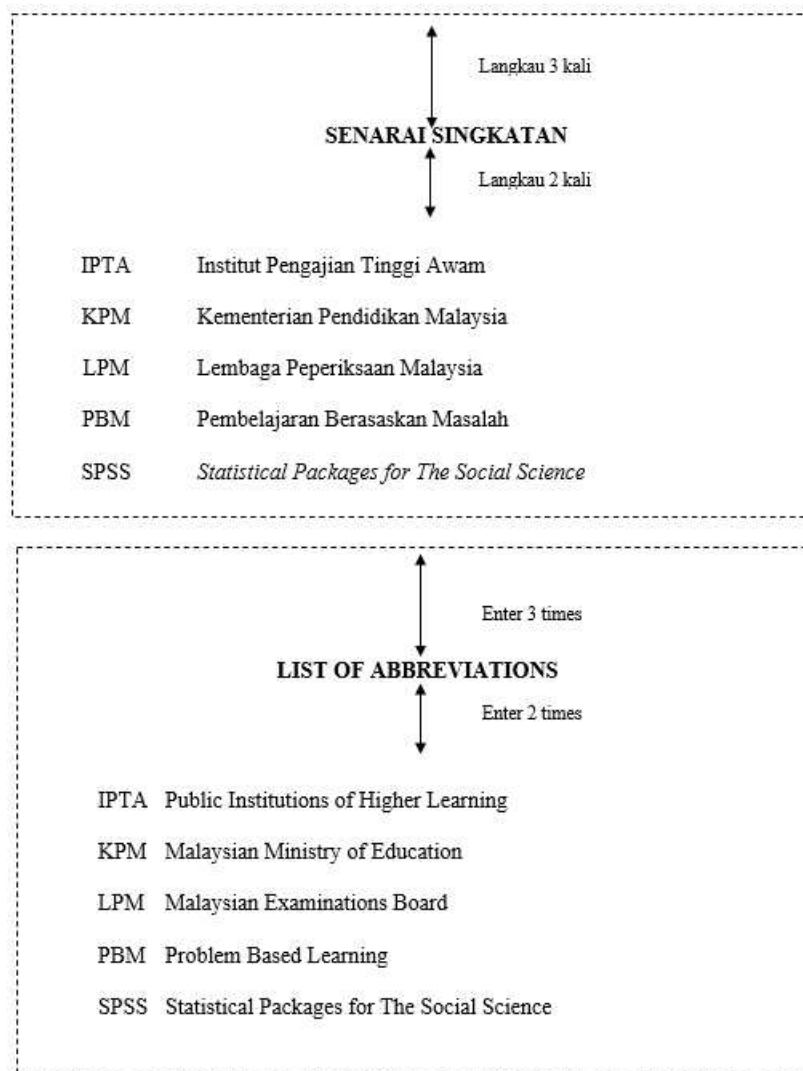 Langkau 3 kali
SENARAI SINGKATAN
Langkau 2 kali
IPTA Institut Pengajian Tinggi Awam
KPM Kementerian Pendidikan Malaysia
LPM Lembaga Peperiksaan Malaysia
PBM Pembelajaran Berasaskan Masalah
SPSS Statistical Packages for The Social Science
Enter 3 times
LIST OF ABBREVIATIONS
Enter 2 times
IPTA Public Institutions of Higher Learning
KPM Malaysian Ministry of Education
LPM Malaysian Examinations Board
PBM Problem Based Learning
SPSS Statistical Packages for The Social Science